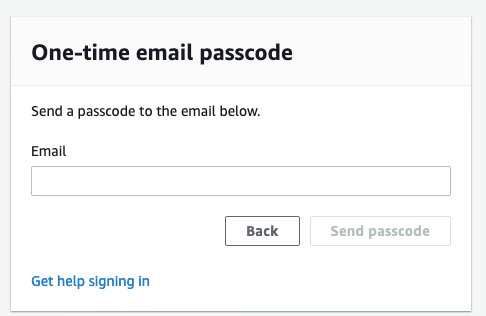 One-time email passcode
Send a passcode to the email below.
Email
Back Send passcode
Get help signing in